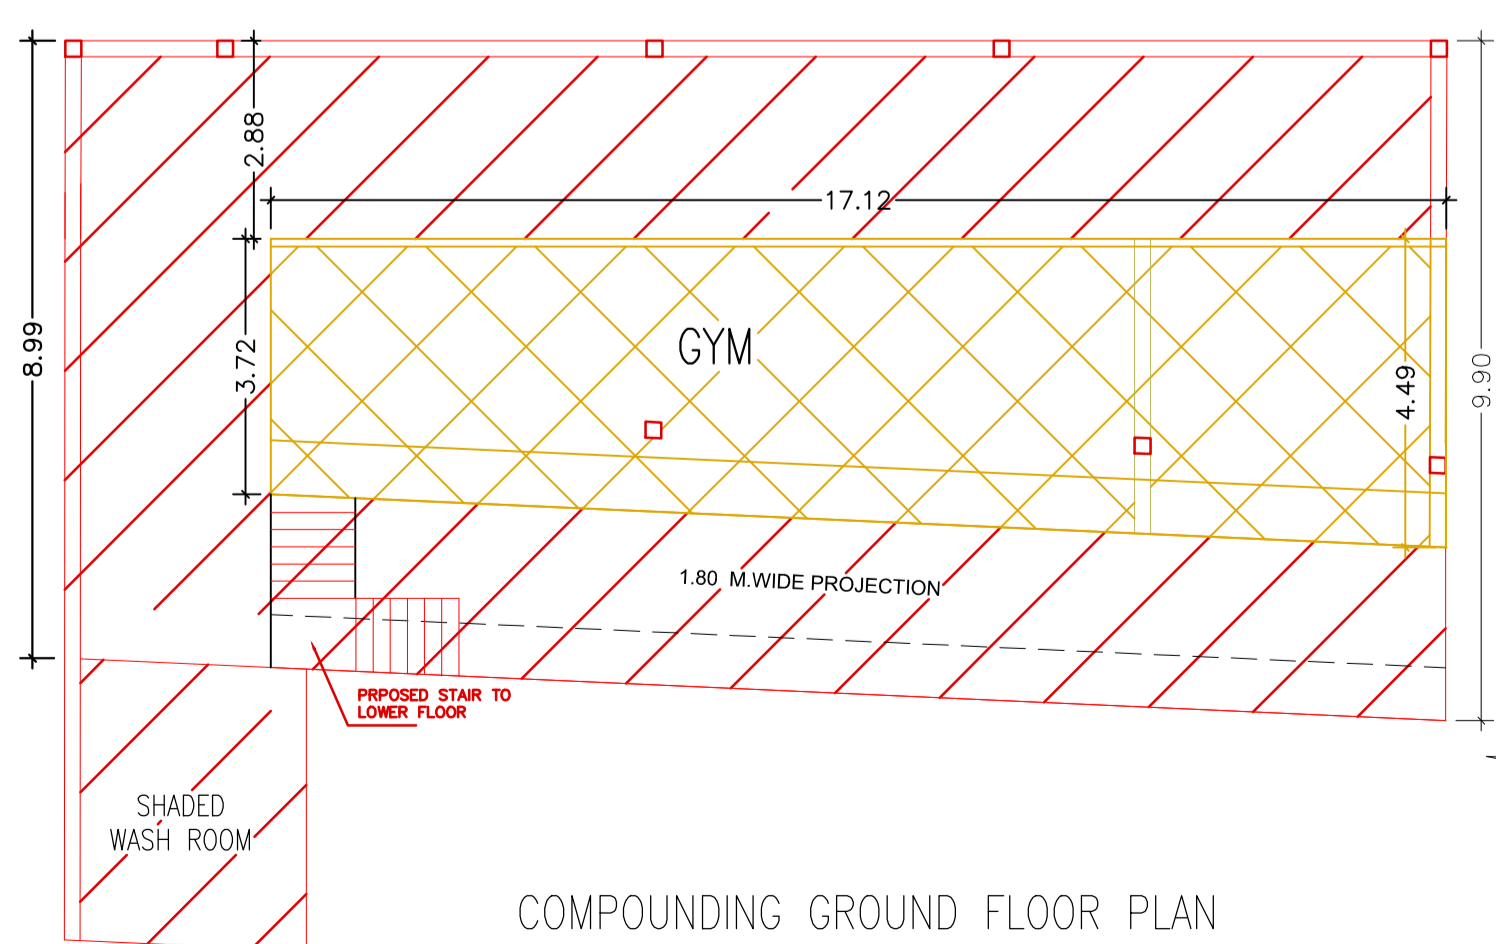 2.88
17.12
8.99
3.72
GYM
4.49
9.90
1.80 M.WIDE PROJECTION
PRPOSED STAIR TO
LOWER FLOOR
SHADED
WASH ROOM
COMPOUNDING GROUND FLOOR PLAN